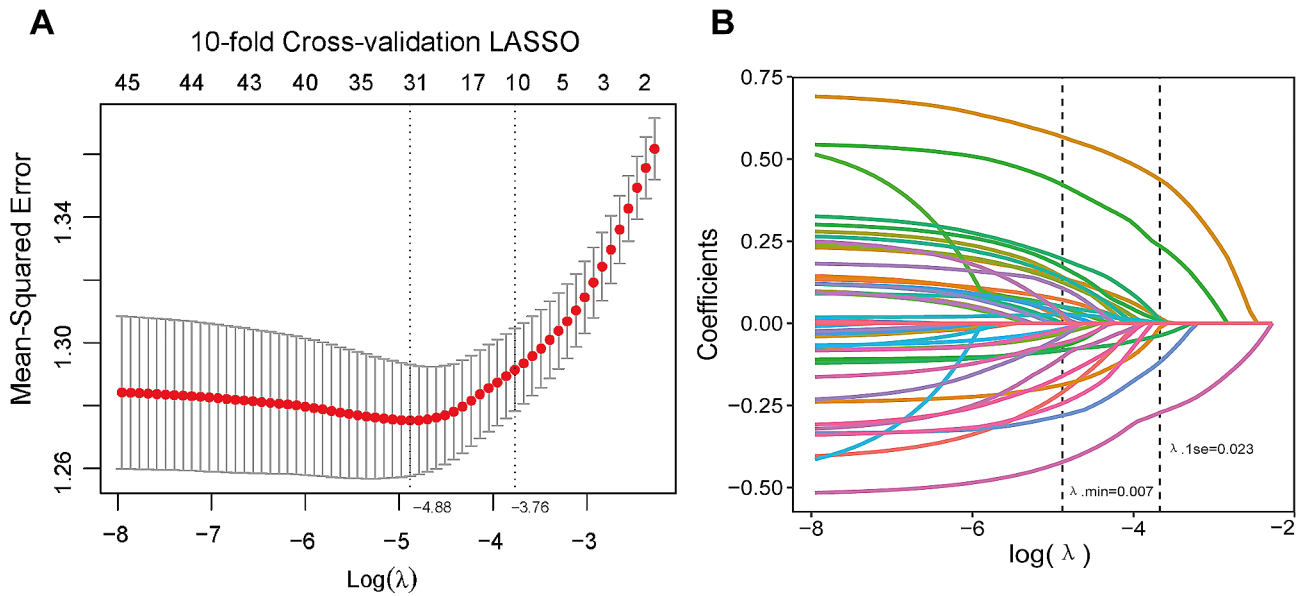 A
10-fold Cross-validation LASSO
45 44 43 40 35 31 17 10 5 3 2
Mean-Squared Error
1.34
1.30
1.26
−4.88
−3.76
−8 −7 −6 −5 −4 −3
Log(λ)
B
0.75
0.50
0.25
0.00
−0.25
−0.50
Coefficients
λ.1se=0.023
λ.min=0.007
−8 −6 −4 −2
log( λ )